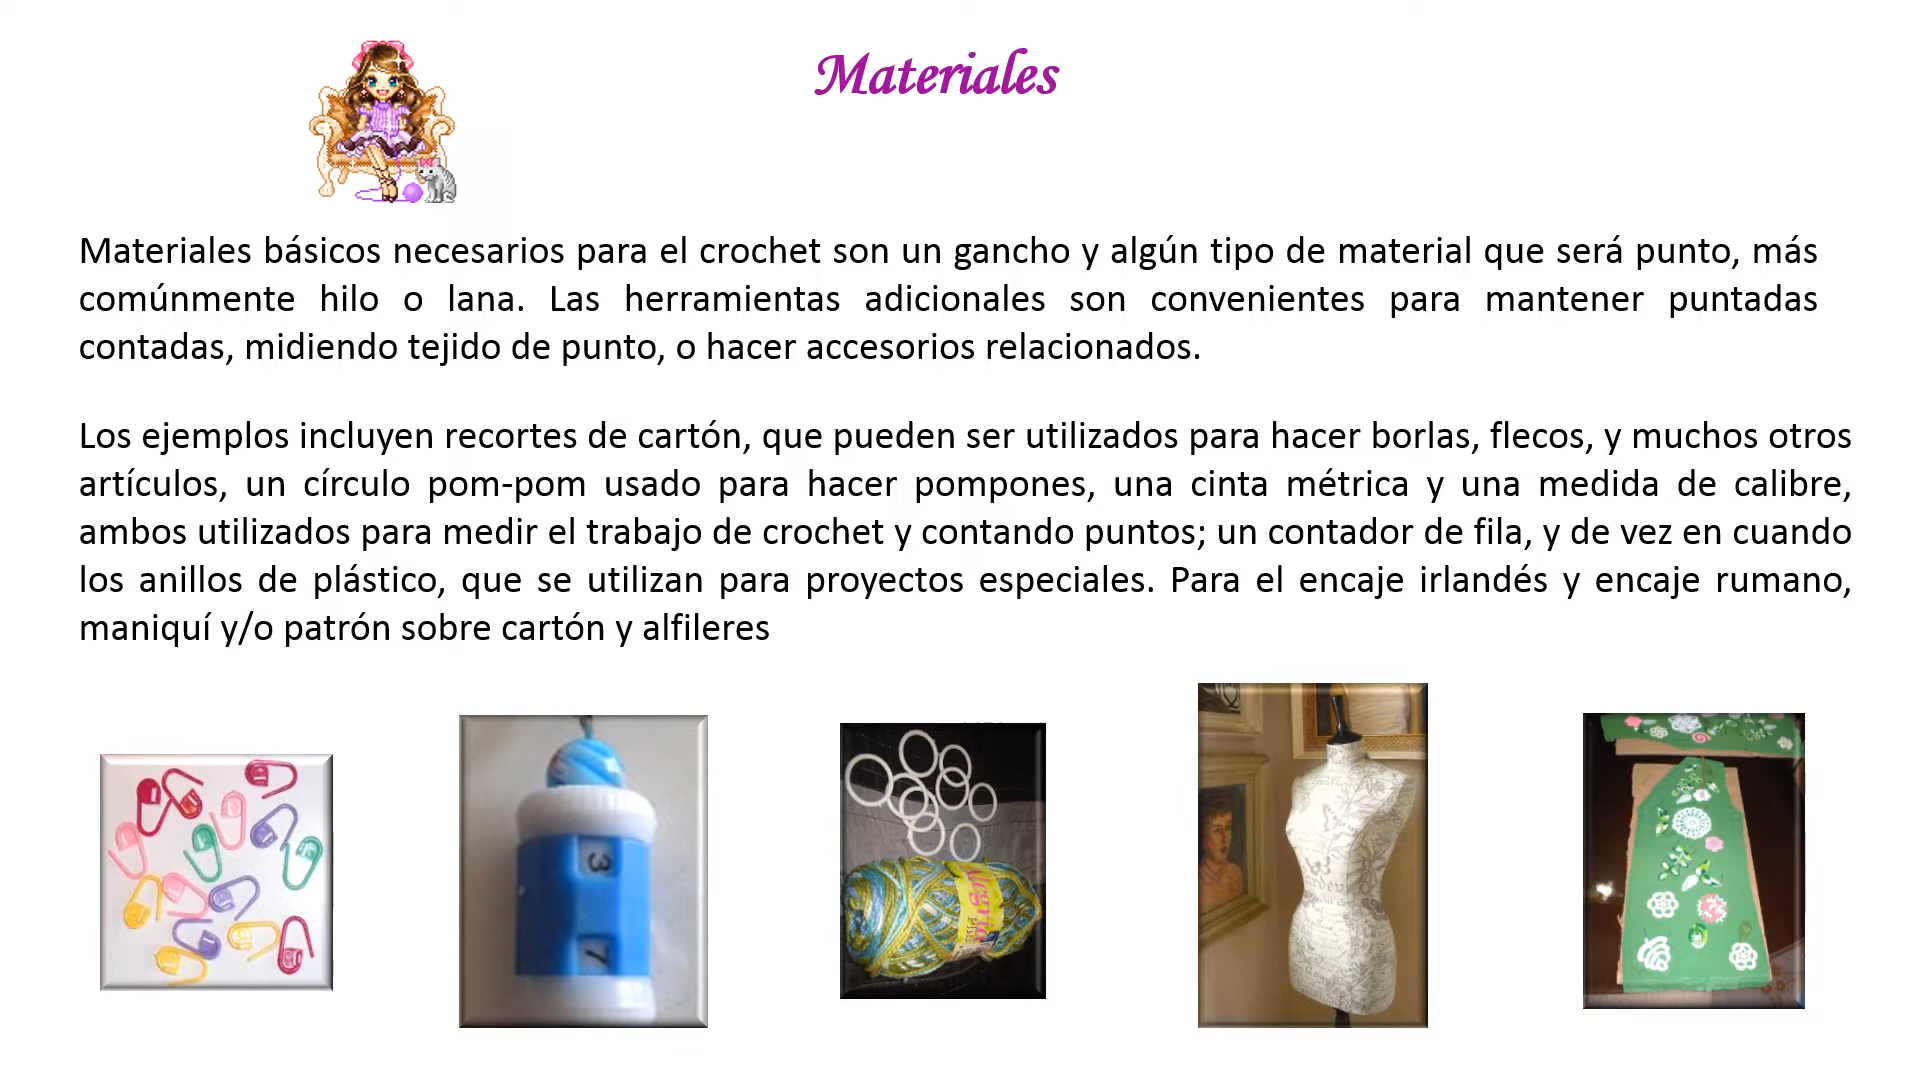 Materiales
Materiales básicos necesarios para el crochet son un gancho y algún tipo de material que será punto, más
comúnmente hilo o lana. Las herramientas adicionales son convenientes para mantener puntadas
contadas, midiendo tejido de punto, o hacer accesorios relacionados.
Los ejemplos incluyen recortes de cartón, que pueden ser utilizados para hacer borlas, flecos, y muchos otros
artículos, un círculo pom-pom usado para hacer pompones, una cinta métrica y una medida de calibre,
ambos utilizados para medir el trabajo de crochet y contando puntos; un contador de fila, y de vez en cuando
los anillos de plástico, que se utilizan para proyectos especiales. Para el encaje irlandés y encaje rumano,
maniquí y/o patrón sobre cartón y alfileres
3
7